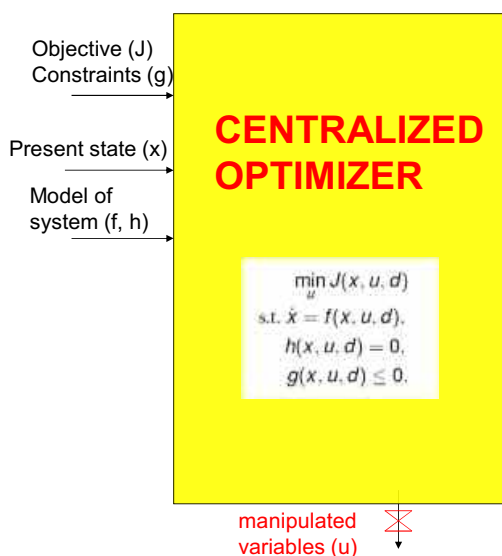 Objective (J)
Constraints (g)
Present state (x)
Model of
system (f, h)
CENTRALIZED
OPTIMIZER
min J(x, u, d)
u
s.t. ẋ = f(x, u, d),
h(x, u, d) = 0,
g(x, u, d) ≤ 0.
manipulated
variables (u)